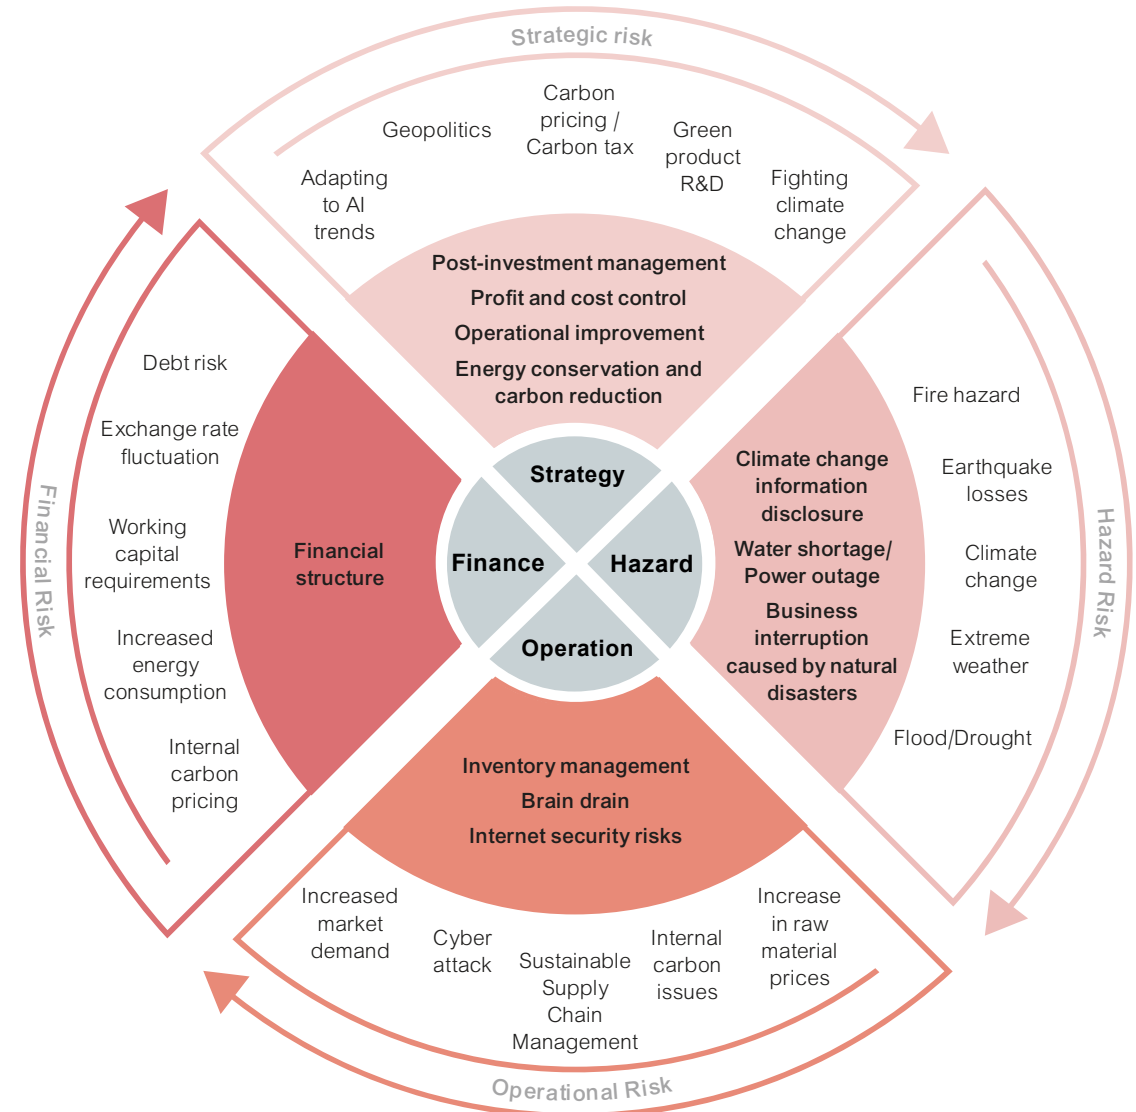 Strategic risk
Adapting
to AI
trends
Geopolitics
Carbon
pricing /
Carbon tax
Green
product
R&D
Fighting
climate
change
Post-investment management
Profit and cost control
Operational improvement
Energy conservation and
carbon reduction
Strategy
Financial Risk
Debt risk
Exchange rate
fluctuation
Working
capital
requirements
Increased
energy
consumption
Internal
carbon
pricing
Financial
structure
Finance
Hazard
Climate change
information
disclosure
Water shortage/
Power outage
Business
interruption
caused by natural
disasters
Fire hazard
Earthquake
losses
Climate
change
Extreme
weather
Flood/Drought
Hazard Risk
Operation
Inventory management
Brain drain
Internet security risks
Increased
market
demand
Cyber
attack
Sustainable
Supply
Chain
Management
Internal
carbon
issues
Increase
in raw
material
prices
Operational Risk